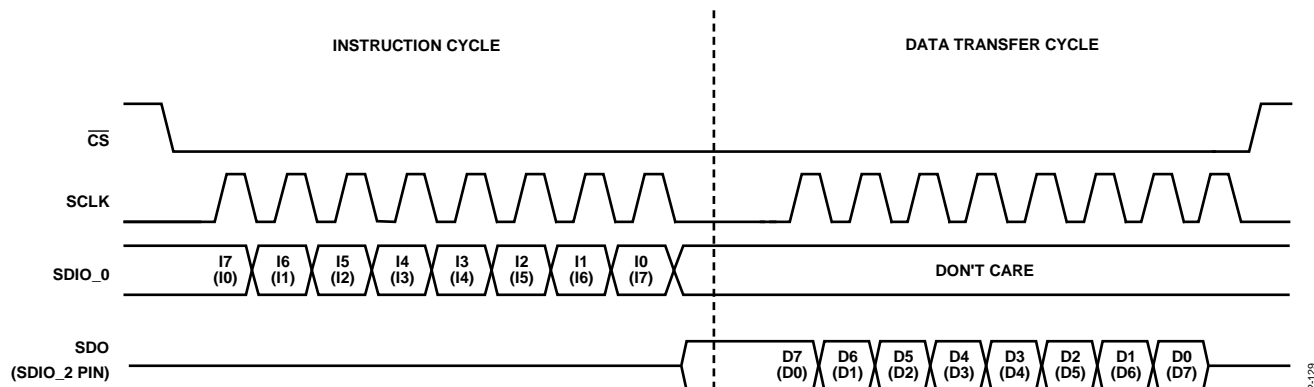 INSTRUCTION CYCLE
DATA TRANSFER CYCLE
CS
SCLK
SDIO_0
I7 I6 I5 I4 I3 I2 I1 I0
(I0) (I1) (I2) (I3) (I4) (I5) (I6) (I7)
DON'T CARE
SDO
(SDIO_2 PIN)
D7 D6 D5 D4 D3 D2 D1 D0
(D0) (D1) (D2) (D3) (D4) (D5) (D6) (D7)